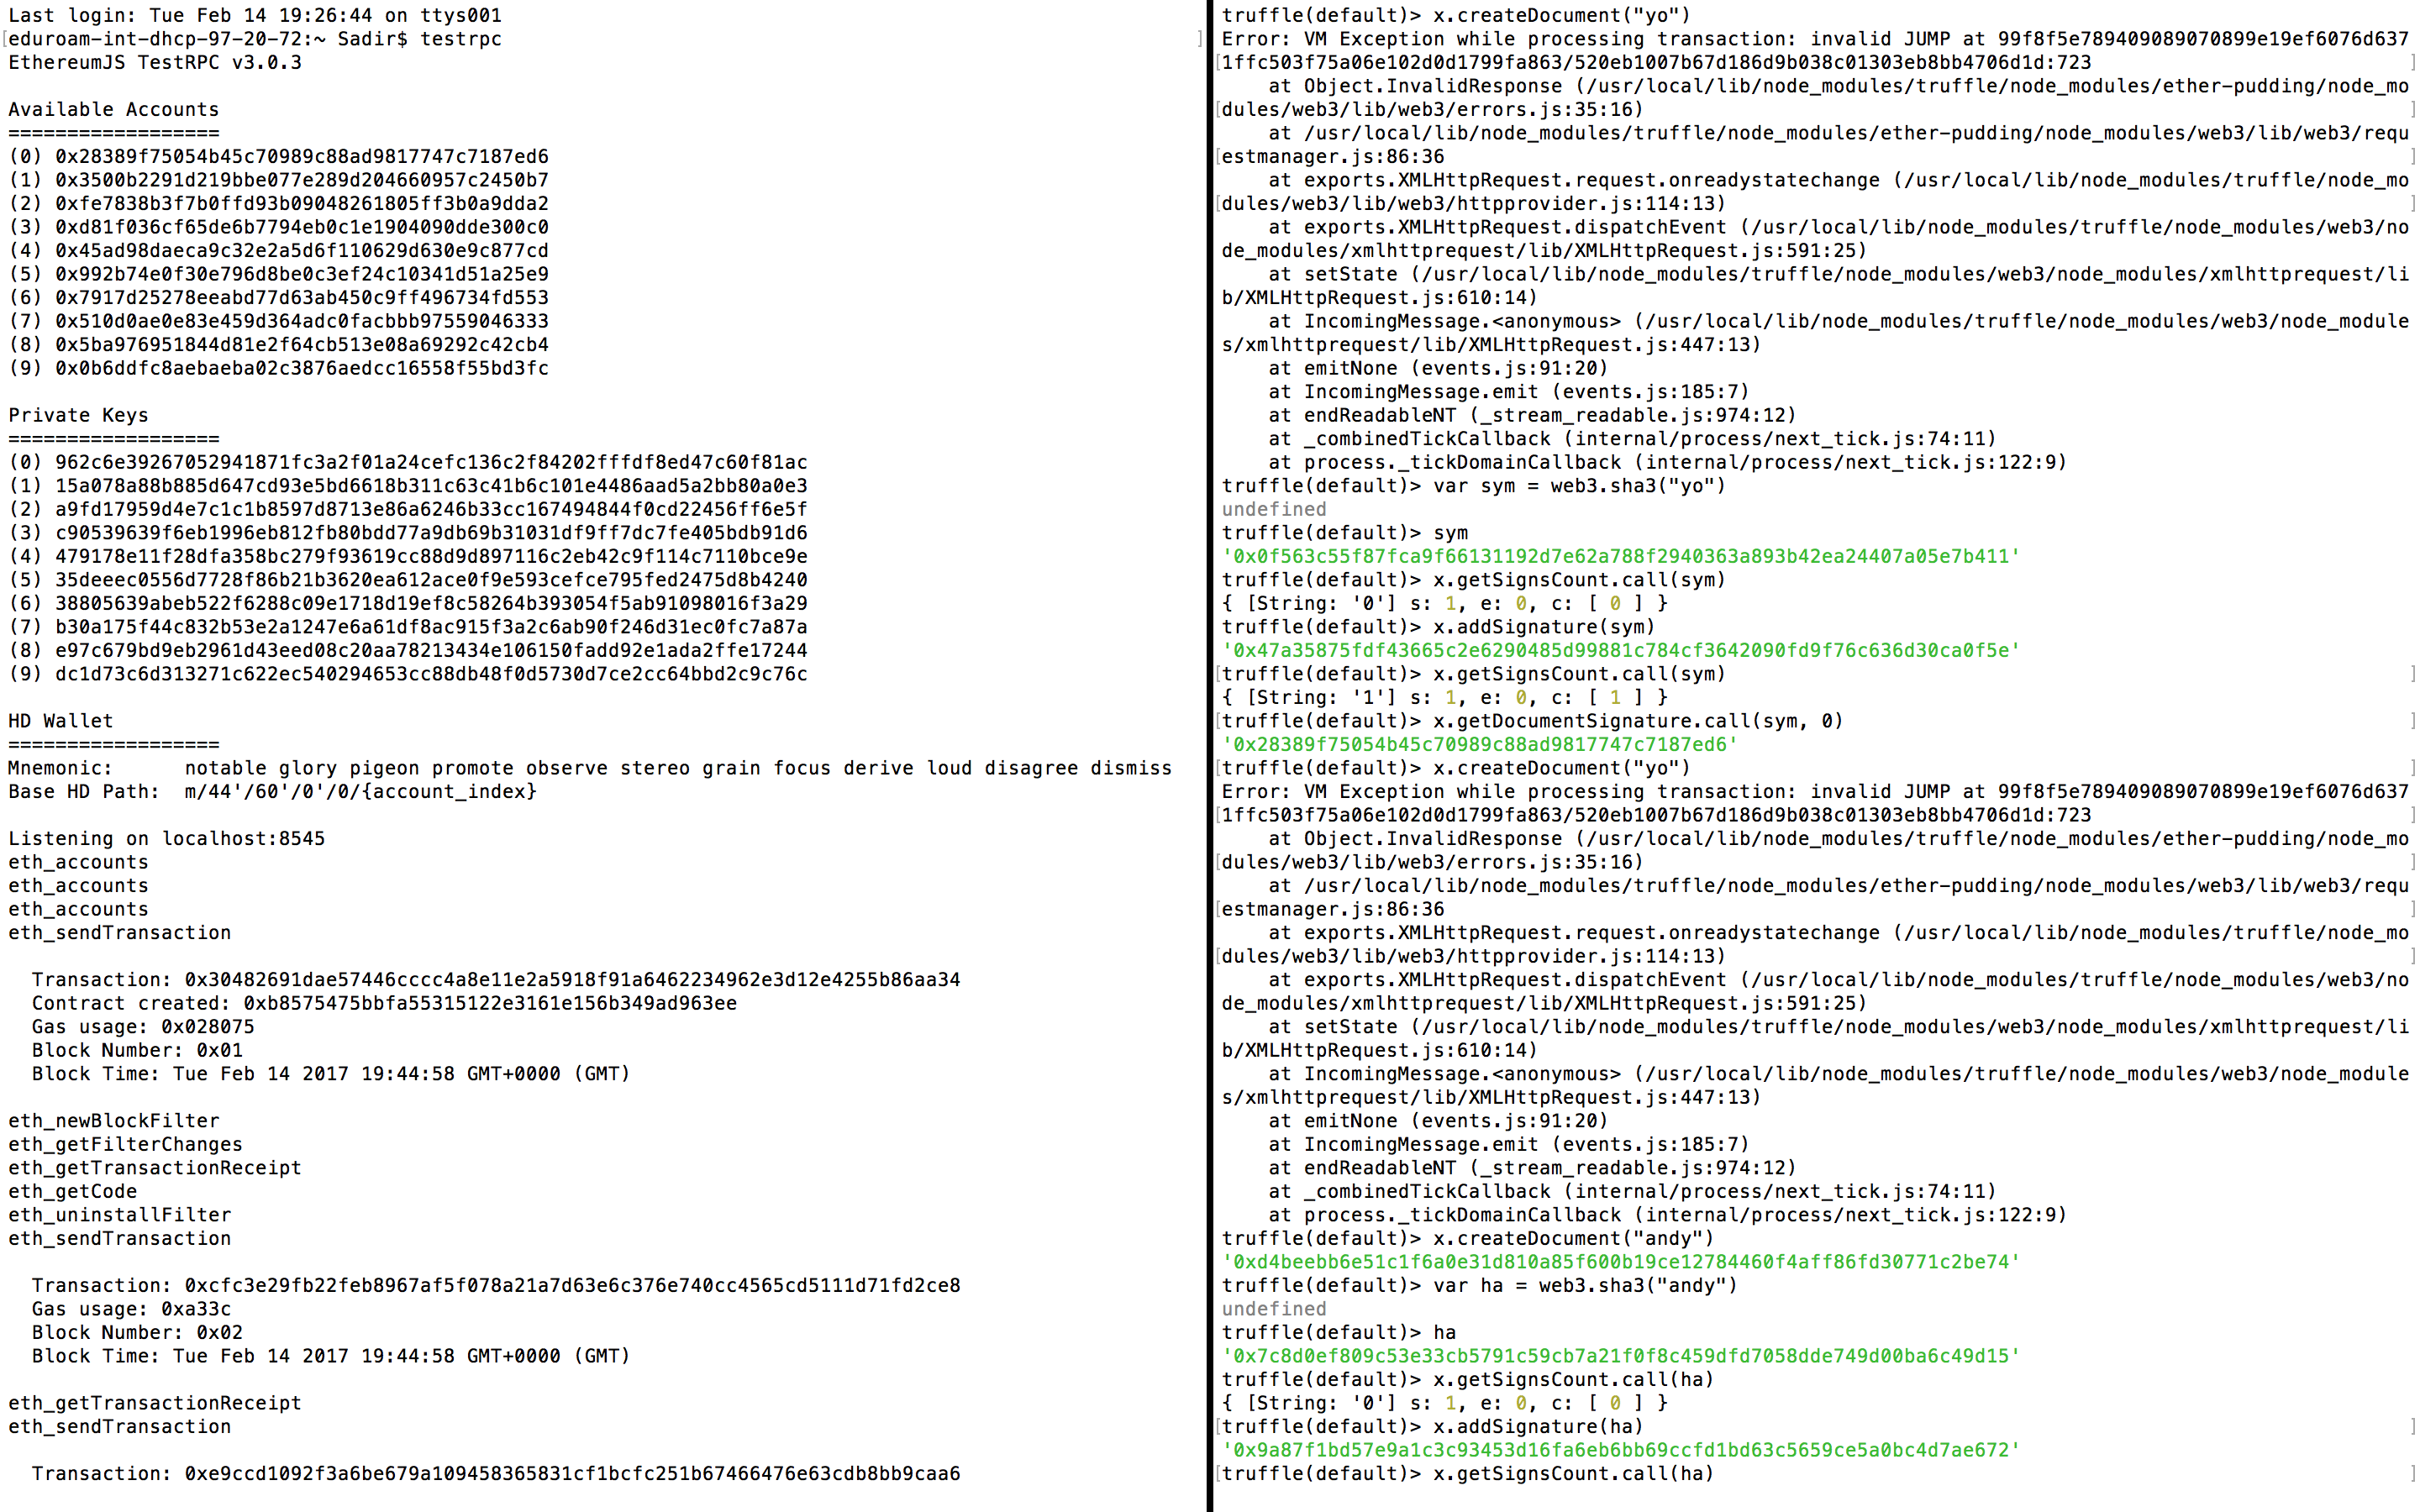 Last login: Tue Feb 14 19:26:44 on ttys001
[eduroam-int-dhcp-97-20-72:~ Sadir$ testrpc ]
EthereumJS TestRPC v3.0.3
Available Accounts
==================
(0) 0x28389f75054b45c70989c88ad9817747c7187ed6
(1) 0x3500b2291d219bbe077e289d204660957c2450b7
(2) 0xfe7838b3f7b0ffd93b09048261805ff3b0a9dda2
(3) 0xd81f036cf65de6b7794eb0c1e1904090dde300c0
(4) 0x45ad98daeca9c32e2a5d6f110629d630e9c877cd
(5) 0x992b74e0f30e796d8be0c3ef24c10341d51a25e9
(6) 0x7917d25278eeabd77d63ab450c9ff496734fd553
(7) 0x510d0ae0e83e459d364adc0facbbb97559046333
(8) 0x5ba976951844d81e2f64cb513e08a69292c42cb4
(9) 0x0b6ddfc8aebaeba02c3876aedcc16558f55bd3fc
Private Keys
==================
(0) 962c6e39267052941871fc3a2f01a24cefc136c2f84202fffdf8ed47c60f81ac
(1) 15a078a88b885d647cd93e5bd6618b311c63c41b6c101e4486aad5a2bb80a0e3
(2) a9fd17959d4e7c1c1b8597d8713e86a6246b33cc167494844f0cd22456ff6e5f
(3) c90539639f6eb1996eb812fb80bdd77a9db69b31031df9ff7dc7fe405bdb91d6
(4) 479178e11f28dfa358bc279f93619cc88d9d897116c2eb42c9f114c7110bce9e
(5) 35deeec0556d7728f86b21b3620ea612ace0f9e593cefce795fed2475d8b4240
(6) 38805639abeb522f6288c09e1718d19ef8c58264b393054f5ab91098016f3a29
(7) b30a175f44c832b53e2a1247e6a61df8ac915f3a2c6ab90f246d31ec0fc7a87a
(8) e97c679bd9eb2961d43eed08c20aa78213434e106150fadd92e1ada2ffe17244
(9) dc1d73c6d313271c622ec540294653cc88db48f0d5730d7ce2cc64bbd2c9c76c
HD Wallet
==================
Mnemonic:      notable glory pigeon promote observe stereo grain focus derive loud disagree dismiss
Base HD Path:  m/44'/60'/0'/0/{account_index}
Listening on localhost:8545
eth_accounts
eth_accounts
eth_accounts
eth_sendTransaction
Transaction: 0x30482691dae57446cccc4a8e11e2a5918f91a6462234962e3d12e4255b86aa34
Contract created: 0xb8575475bbfa55315122e3161e156b349ad963ee
Gas usage: 0x028075
Block Number: 0x01
Block Time: Tue Feb 14 2017 19:44:58 GMT+0000 (GMT)
eth_newBlockFilter
eth_getFilterChanges
eth_getTransactionReceipt
eth_getCode
eth_uninstallFilter
eth_sendTransaction
Transaction: 0xcfc3e29fb22feb8967af5f078a21a7d63e6c376e740cc4565cd5111d71fd2ce8
Gas usage: 0xa33c
Block Number: 0x02
Block Time: Tue Feb 14 2017 19:44:58 GMT+0000 (GMT)
eth_getTransactionReceipt
eth_sendTransaction
Transaction: 0xe9ccd1092f3a6be679a109458365831cf1bcfc251b67466476e63cdb8bb9caa6
truffle(default)> x.createDocument("yo")
Error: VM Exception while processing transaction: invalid JUMP at 99f8f5e789409089070899e19ef6076d637
[1ffc503f75a06e102d0d1799fa863/520eb1007b67d186d9b038c01303eb8bb4706d1d:723 ]
at Object.InvalidResponse (/usr/local/lib/node_modules/truffle/node_modules/ether-pudding/node_mo
[dules/web3/lib/web3/errors.js:35:16) ]
at /usr/local/lib/node_modules/truffle/node_modules/ether-pudding/node_modules/web3/lib/web3/requ
[estmanager.js:86:36 ]
at exports.XMLHttpRequest.request.onreadystatechange (/usr/local/lib/node_modules/truffle/node_mo
[dules/web3/lib/web3/httpprovider.js:114:13) ]
at exports.XMLHttpRequest.dispatchEvent (/usr/local/lib/node_modules/truffle/node_modules/web3/no
de_modules/xmlhttprequest/lib/XMLHttpRequest.js:591:25)
at setState (/usr/local/lib/node_modules/truffle/node_modules/web3/node_modules/xmlhttprequest/li
b/XMLHttpRequest.js:610:14)
at IncomingMessage.<anonymous> (/usr/local/lib/node_modules/truffle/node_modules/web3/node_module
s/xmlhttprequest/lib/XMLHttpRequest.js:447:13)
at emitNone (events.js:91:20)
at IncomingMessage.emit (events.js:185:7)
at endReadableNT (_stream_readable.js:974:12)
at _combinedTickCallback (internal/process/next_tick.js:74:11)
at process._tickDomainCallback (internal/process/next_tick.js:122:9)
truffle(default)> var sym = web3.sha3("yo")
undefined
truffle(default)> sym
'0x0f563c55f87fca9f66131192d7e62a788f2940363a893b42ea24407a05e7b411'
truffle(default)> x.getSignsCount.call(sym)
{ [String: '0'] s: 1, e: 0, c: [ 0 ] }
truffle(default)> x.addSignature(sym)
'0x47a35875fdf43665c2e6290485d99881c784cf3642090fd9f76c636d30ca0f5e'
[truffle(default)> x.getSignsCount.call(sym) ]
{ [String: '1'] s: 1, e: 0, c: [ 1 ] }
[truffle(default)> x.getDocumentSignature.call(sym, 0) ]
'0x28389f75054b45c70989c88ad9817747c7187ed6'
[truffle(default)> x.createDocument("yo") ]
Error: VM Exception while processing transaction: invalid JUMP at 99f8f5e789409089070899e19ef6076d637
[1ffc503f75a06e102d0d1799fa863/520eb1007b67d186d9b038c01303eb8bb4706d1d:723 ]
at Object.InvalidResponse (/usr/local/lib/node_modules/truffle/node_modules/ether-pudding/node_mo
[dules/web3/lib/web3/errors.js:35:16) ]
at /usr/local/lib/node_modules/truffle/node_modules/ether-pudding/node_modules/web3/lib/web3/requ
[estmanager.js:86:36 ]
at exports.XMLHttpRequest.request.onreadystatechange (/usr/local/lib/node_modules/truffle/node_mo
[dules/web3/lib/web3/httpprovider.js:114:13) ]
at exports.XMLHttpRequest.dispatchEvent (/usr/local/lib/node_modules/truffle/node_modules/web3/no
de_modules/xmlhttprequest/lib/XMLHttpRequest.js:591:25)
at setState (/usr/local/lib/node_modules/truffle/node_modules/web3/node_modules/xmlhttprequest/li
b/XMLHttpRequest.js:610:14)
at IncomingMessage.<anonymous> (/usr/local/lib/node_modules/truffle/node_modules/web3/node_module
s/xmlhttprequest/lib/XMLHttpRequest.js:447:13)
at emitNone (events.js:91:20)
at IncomingMessage.emit (events.js:185:7)
at endReadableNT (_stream_readable.js:974:12)
at _combinedTickCallback (internal/process/next_tick.js:74:11)
at process._tickDomainCallback (internal/process/next_tick.js:122:9)
truffle(default)> x.createDocument("andy")
'0xd4beebb6e51c1f6a0e31d810a85f600b19ce12784460f4aff86fd30771c2be74'
truffle(default)> var ha = web3.sha3("andy")
undefined
truffle(default)> ha
'0x7c8d0ef809c53e33cb5791c59cb7a21f0f8c459dfd7058dde749d00ba6c49d15'
truffle(default)> x.getSignsCount.call(ha)
{ [String: '0'] s: 1, e: 0, c: [ 0 ] }
[truffle(default)> x.addSignature(ha) ]
'0x9a87f1bd57e9a1c3c93453d16fa6eb6bb69ccfd1bd63c5659ce5a0bc4d7ae672'
[truffle(default)> x.getSignsCount.call(ha) ]